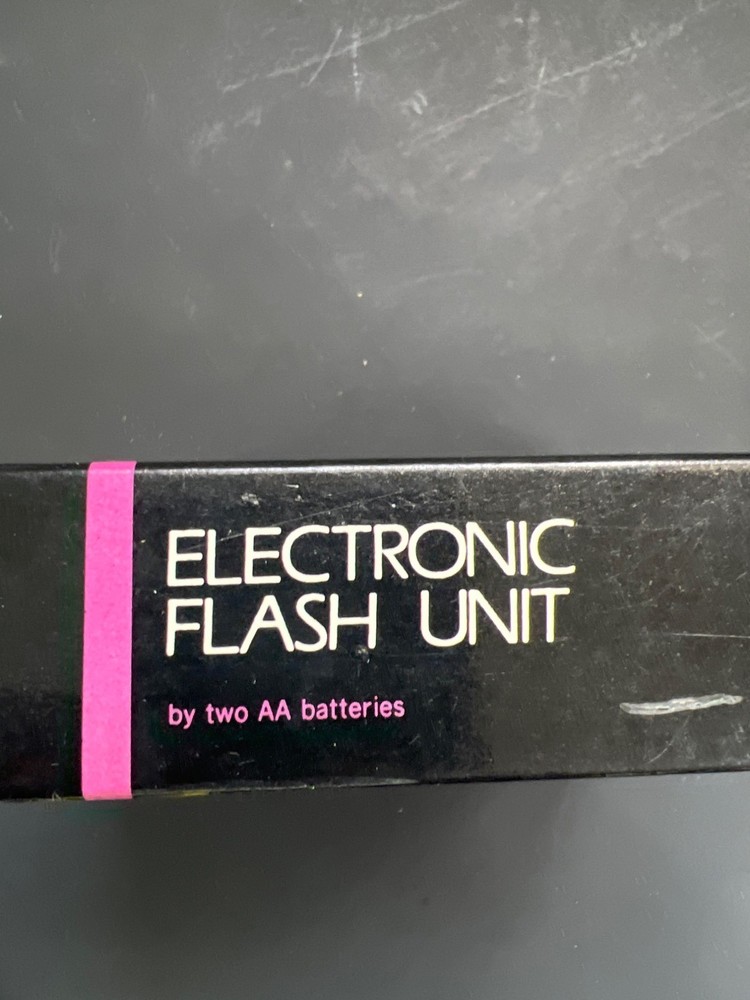 ELECTRONIC
FLASH UNIT
by two AA batteries